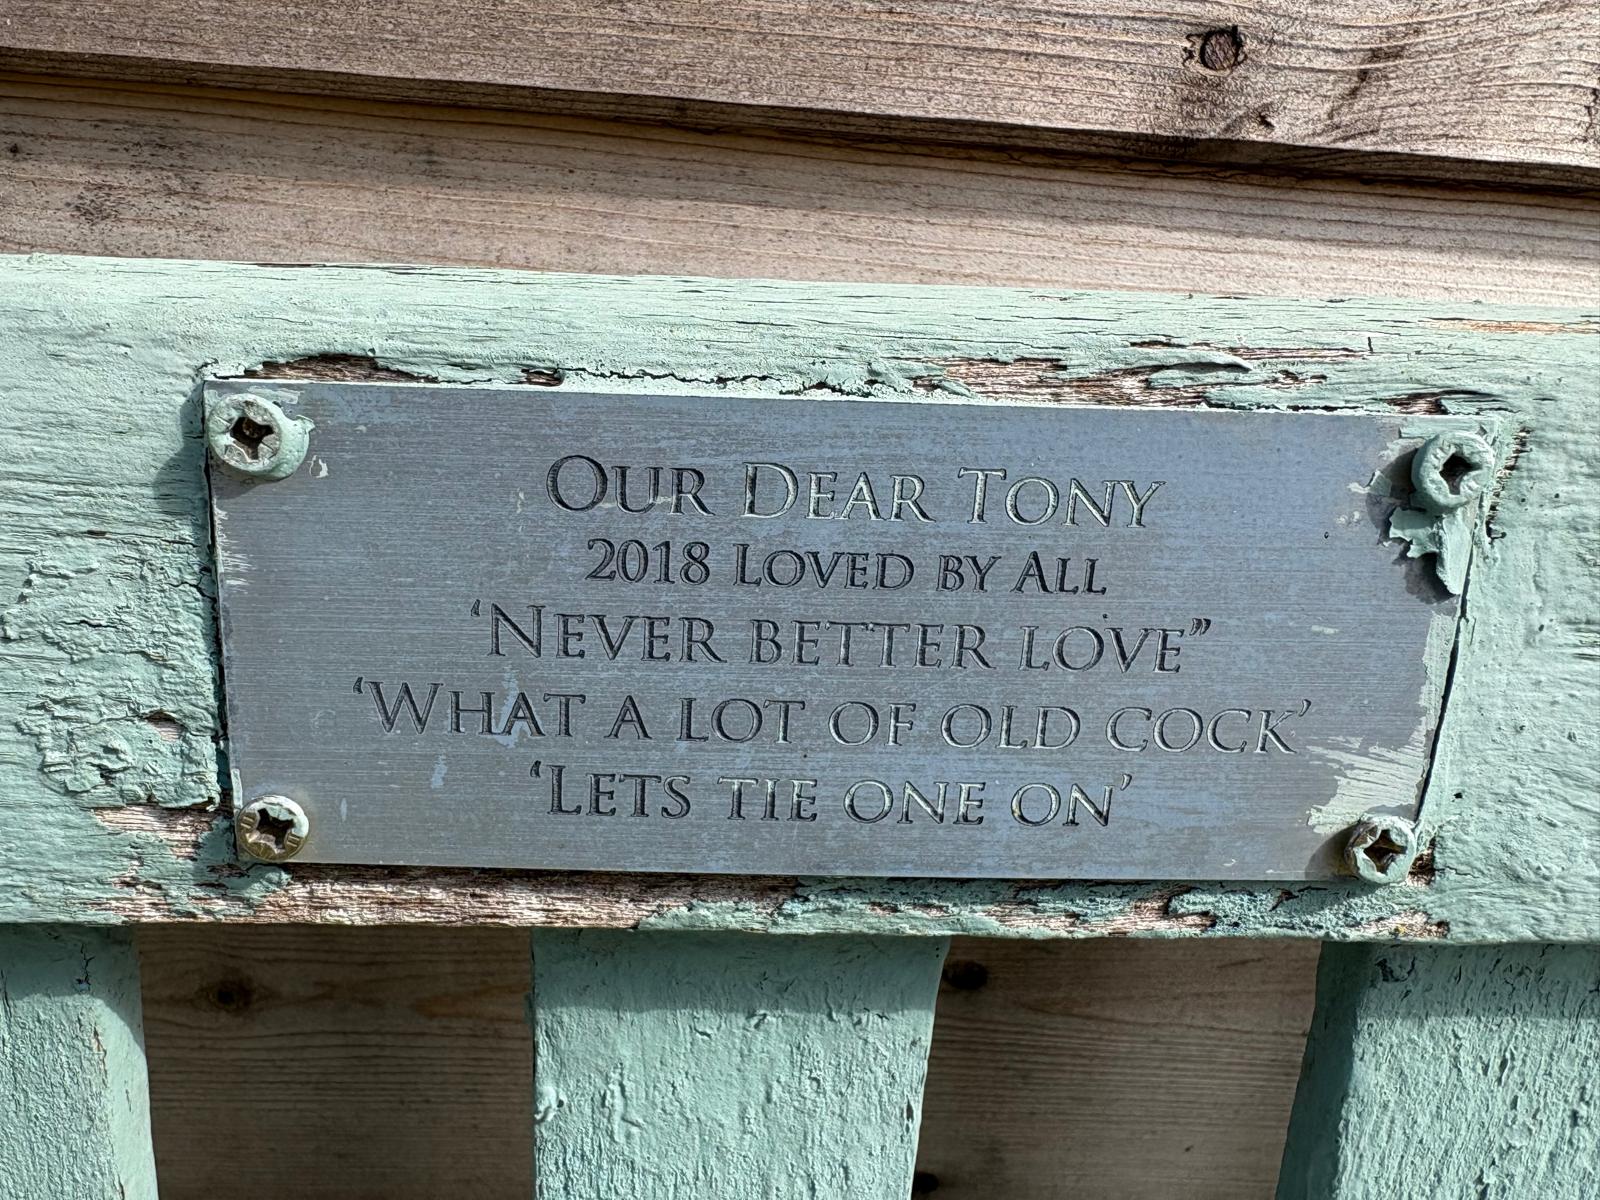 OUR DEAR TONY
2018 LOVED BY ALL
‘NEVER BETTER LOVE”
‘WHAT A LOT OF OLD COCK’
‘LETS TIE ONE ON’